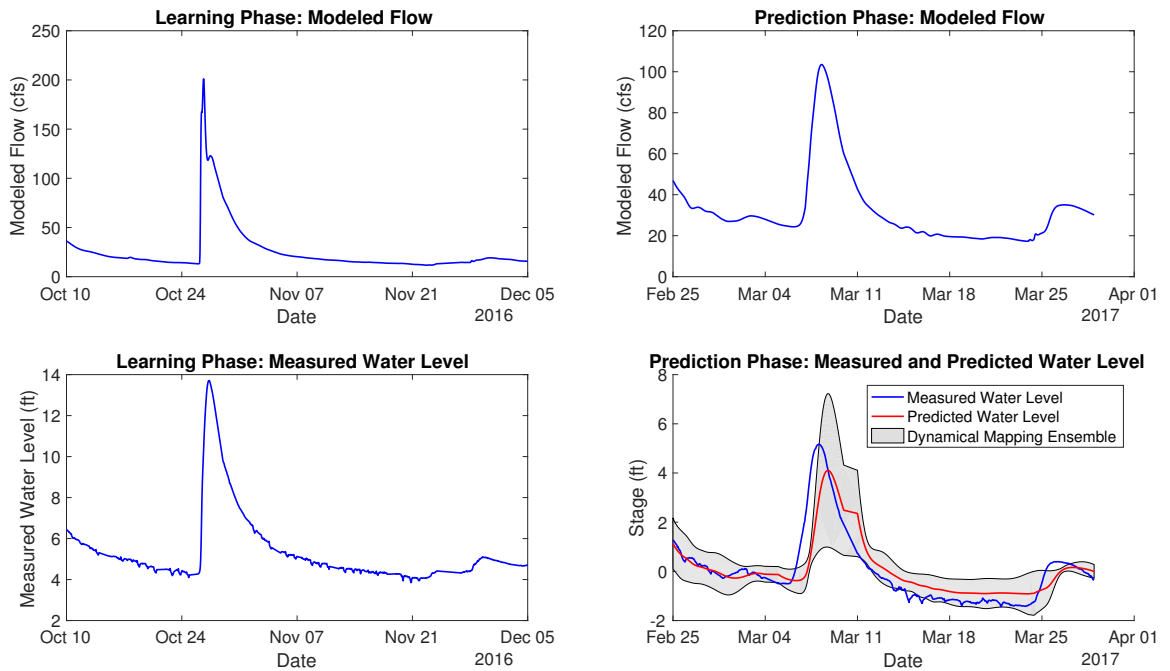 Learning Phase: Modeled Flow
250
200
150
100
50
0
Modeled Flow (cfs)
Oct 10 Oct 24 Nov 07 Nov 21 Dec 05
Date 2016
Prediction Phase: Modeled Flow
120
100
80
60
40
20
0
Modeled Flow (cfs)
Feb 25 Mar 04 Mar 11 Mar 18 Mar 25 Apr 01
Date 2017
Learning Phase: Measured Water Level
14
12
10
8
6
4
2
Measured Water Level (ft)
Oct 10 Oct 24 Nov 07 Nov 21 Dec 05
Date 2016
Prediction Phase: Measured and Predicted Water Level
8
6
4
2
0
-2
Stage (ft)
Measured Water Level
Predicted Water Level
Dynamical Mapping Ensemble
Feb 25 Mar 04 Mar 11 Mar 18 Mar 25 Apr 01
Date 2017